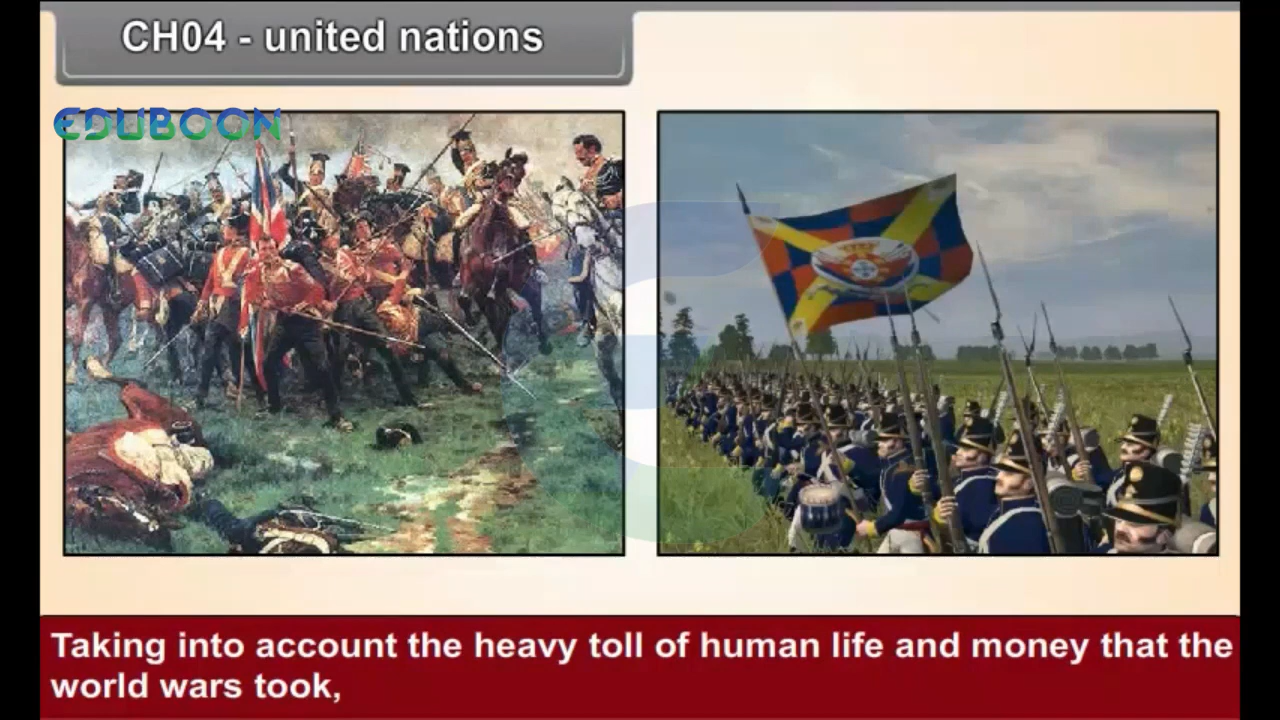 CH04 - united nations
EDUBOON
Taking into account the heavy toll of human life and money that the
world wars took,